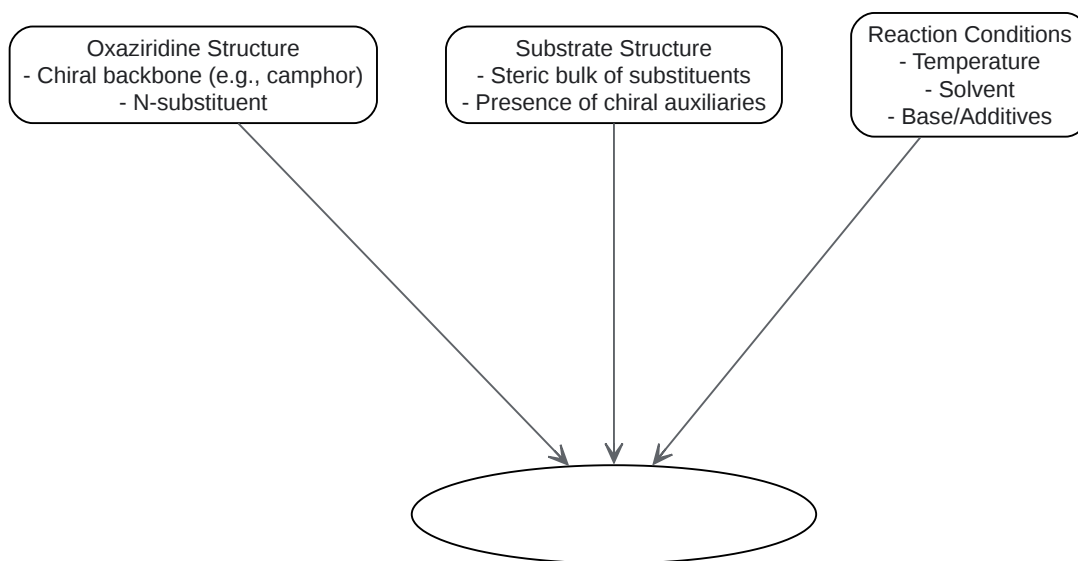 Oxaziridine Structure
- Chiral backbone (e.g., camphor)
- N-substituent
Substrate Structure
- Steric bulk of substituents
- Presence of chiral auxiliaries
Reaction Conditions
- Temperature
- Solvent
- Base/Additives